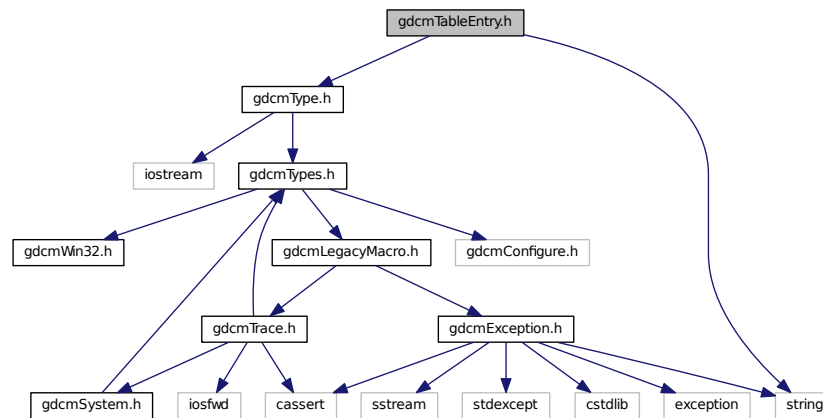 gdcmTableEntry.h
gdcmType.h
iostream
gdcmTypes.h
gdcmWin32.h
gdcmLegacyMacro.h
gdcmConfigure.h
gdcmTrace.h
gdcmException.h
gdcmSystem.h
iosfwd
cassert
sstream
stdexcept
cstdlib
exception
string